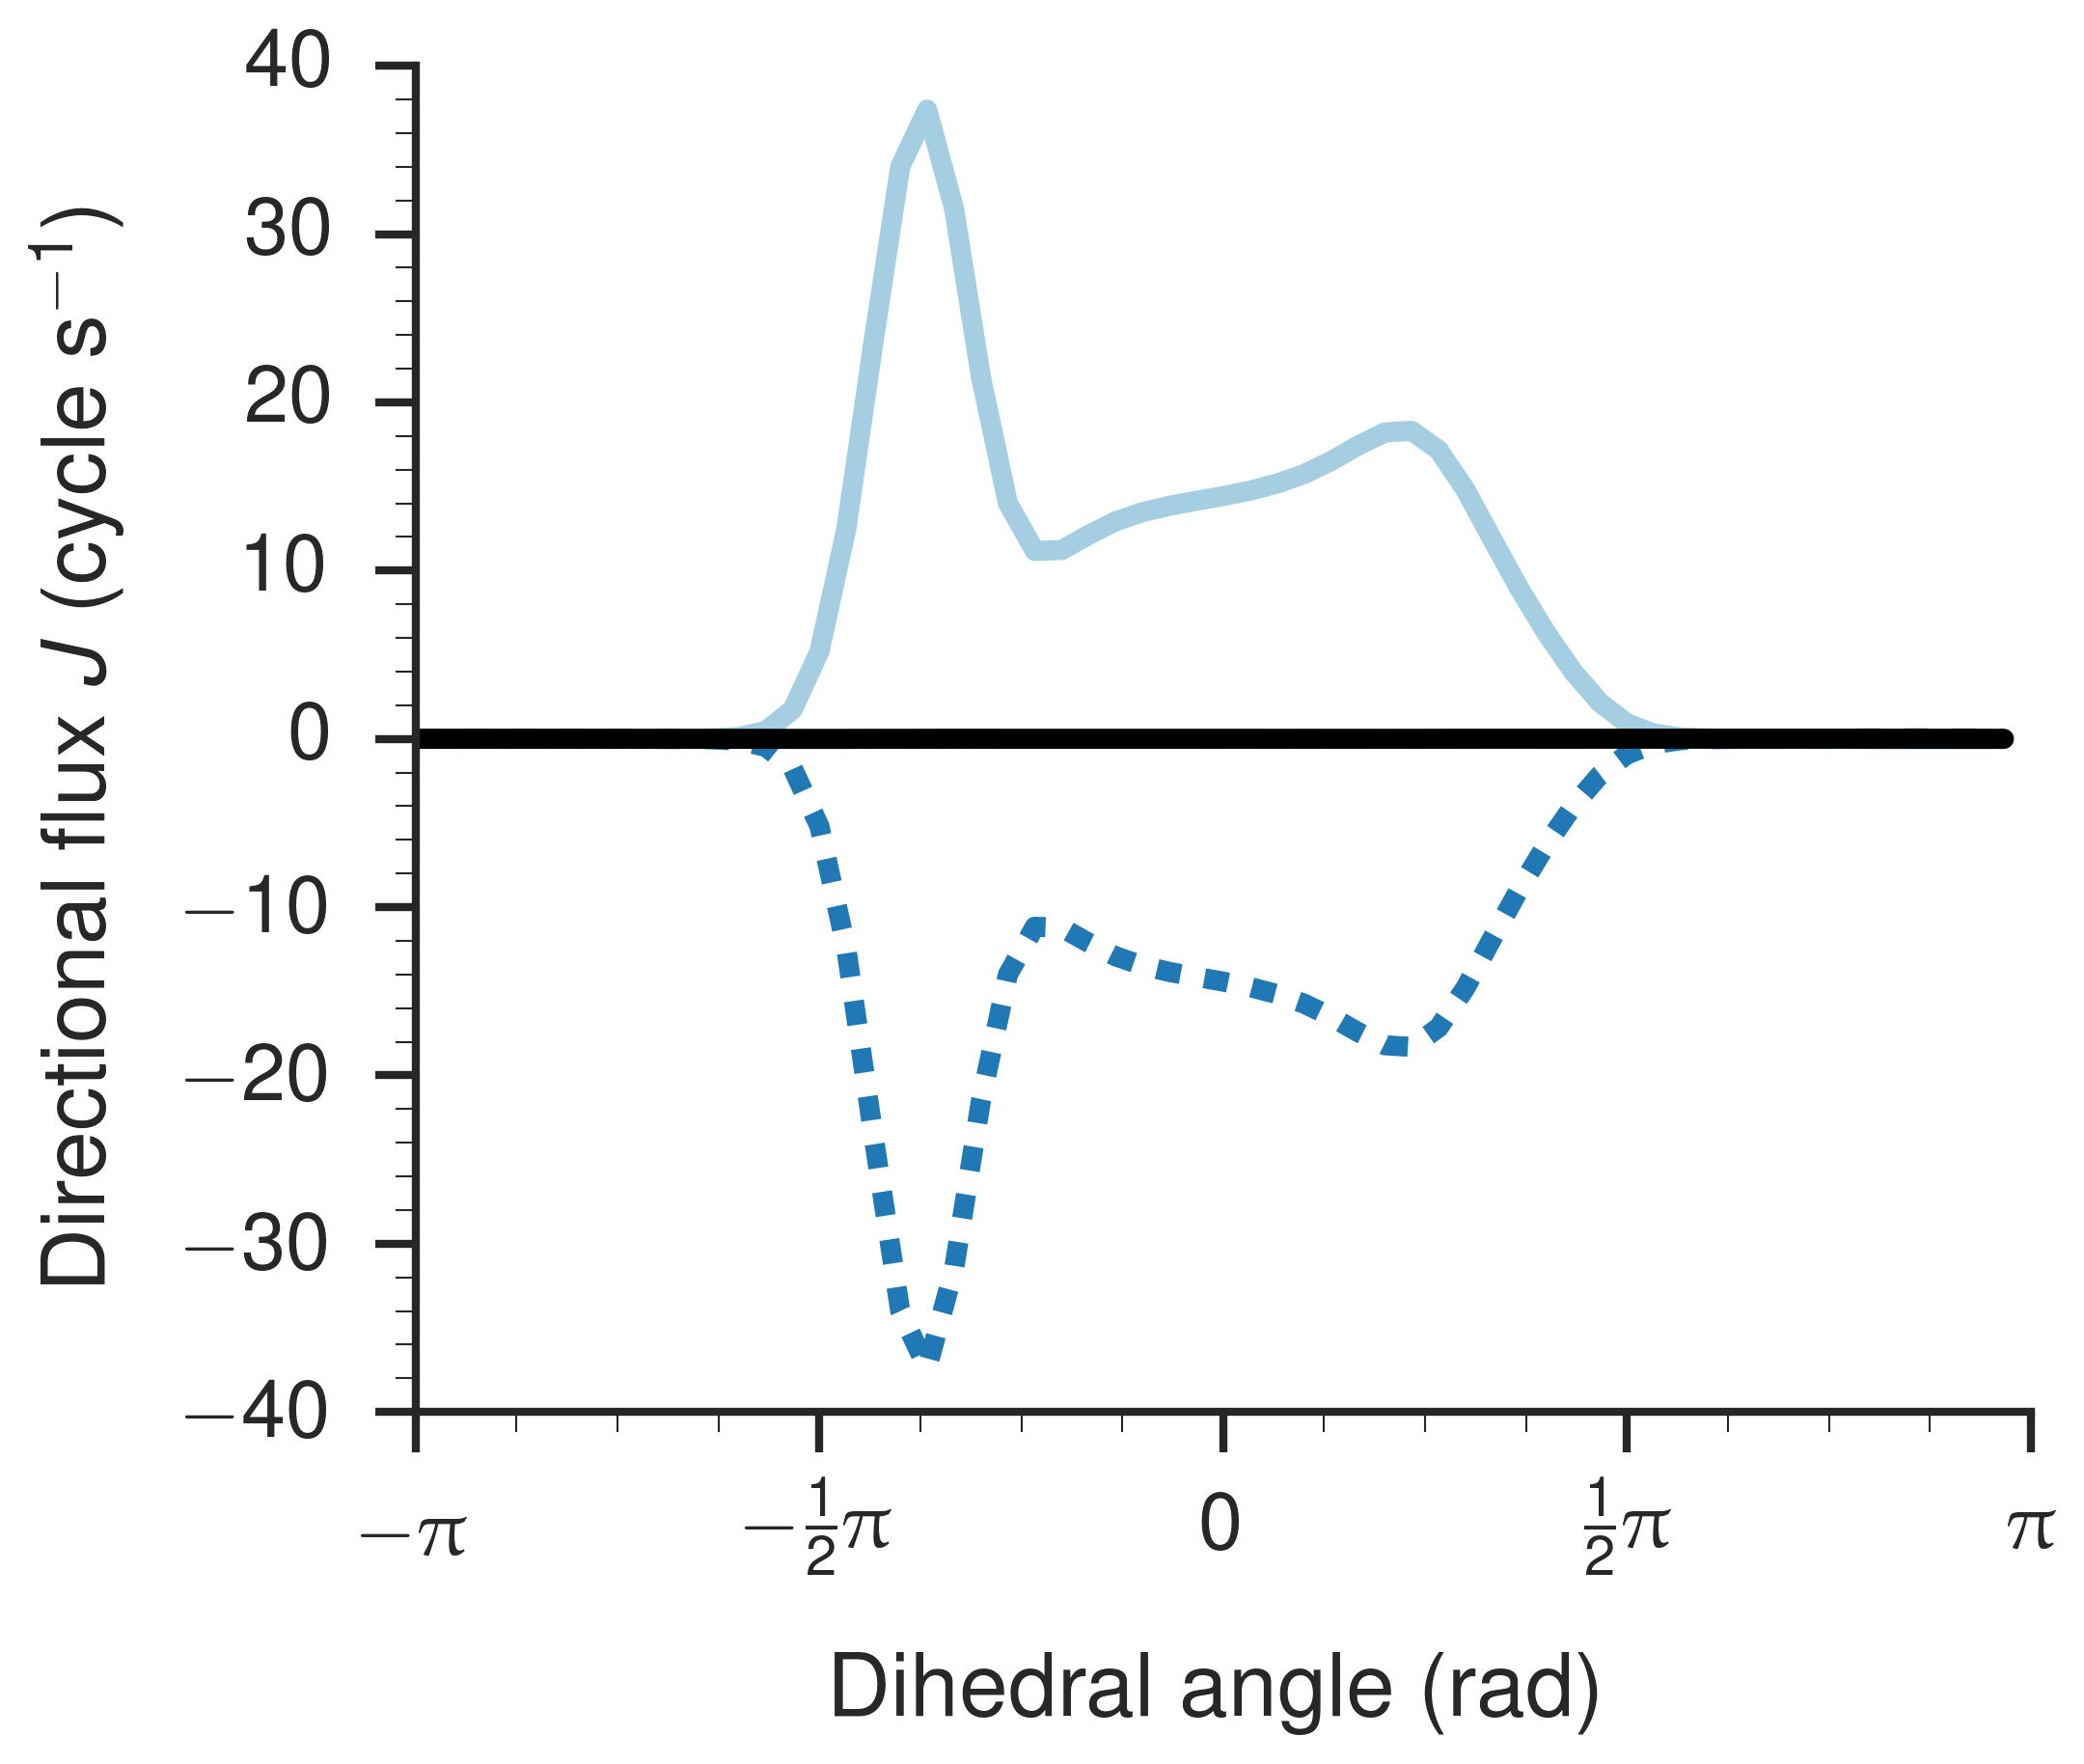 Directional flux J (cycle s⁻¹)
40
30
20
10
0
−10
−20
−30
−40
−π
−½π
0
½π
π
Dihedral angle (rad)